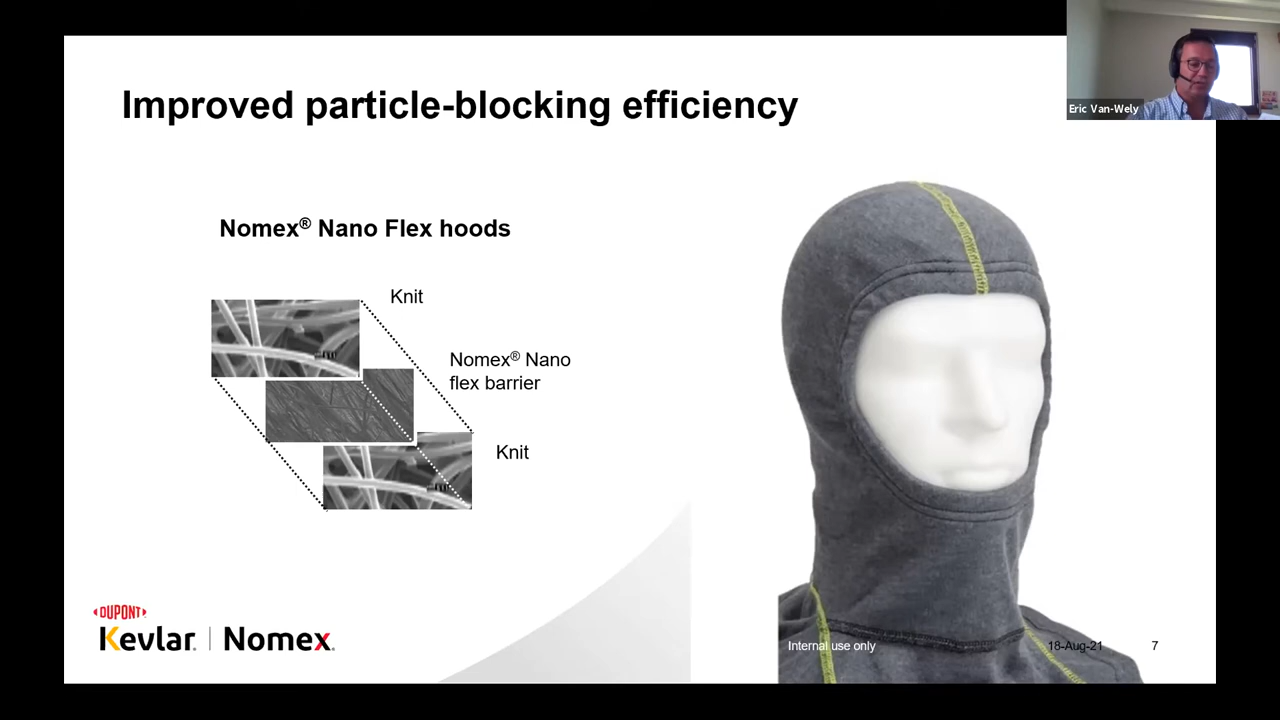 Improved particle-blocking efficiency
Eric Van-Wely
Nomex® Nano Flex hoods
Knit
Nomex® Nano
flex barrier
Knit
DUPONT
Kevlar. | Nomex.
Internal use only
18-Aug-21
7